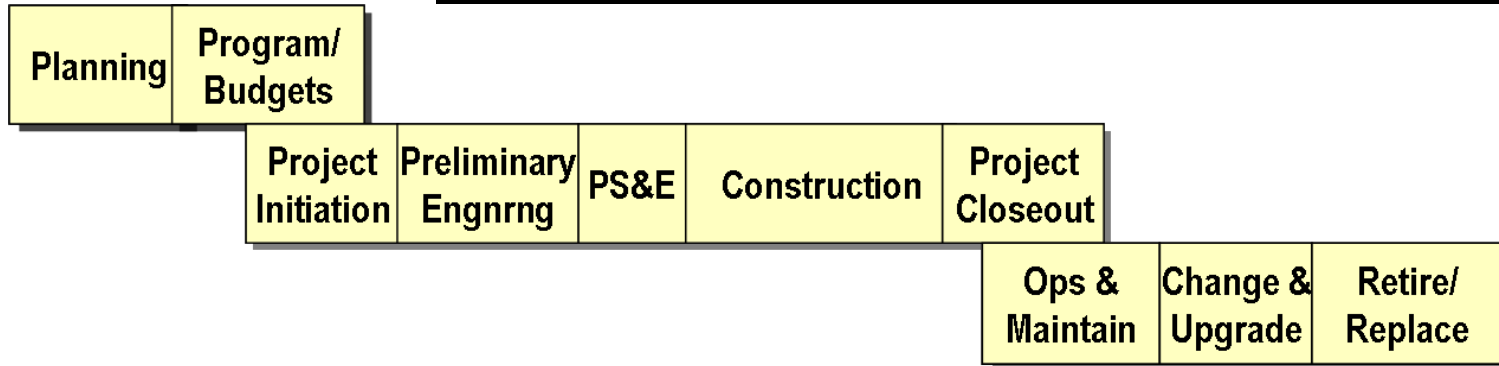 Planning
Program/
Budgets
Project
Initiation
Preliminary
Engnrng
PS&E
Construction
Project
Closeout
Ops &
Maintain
Change &
Upgrade
Retire/
Replace